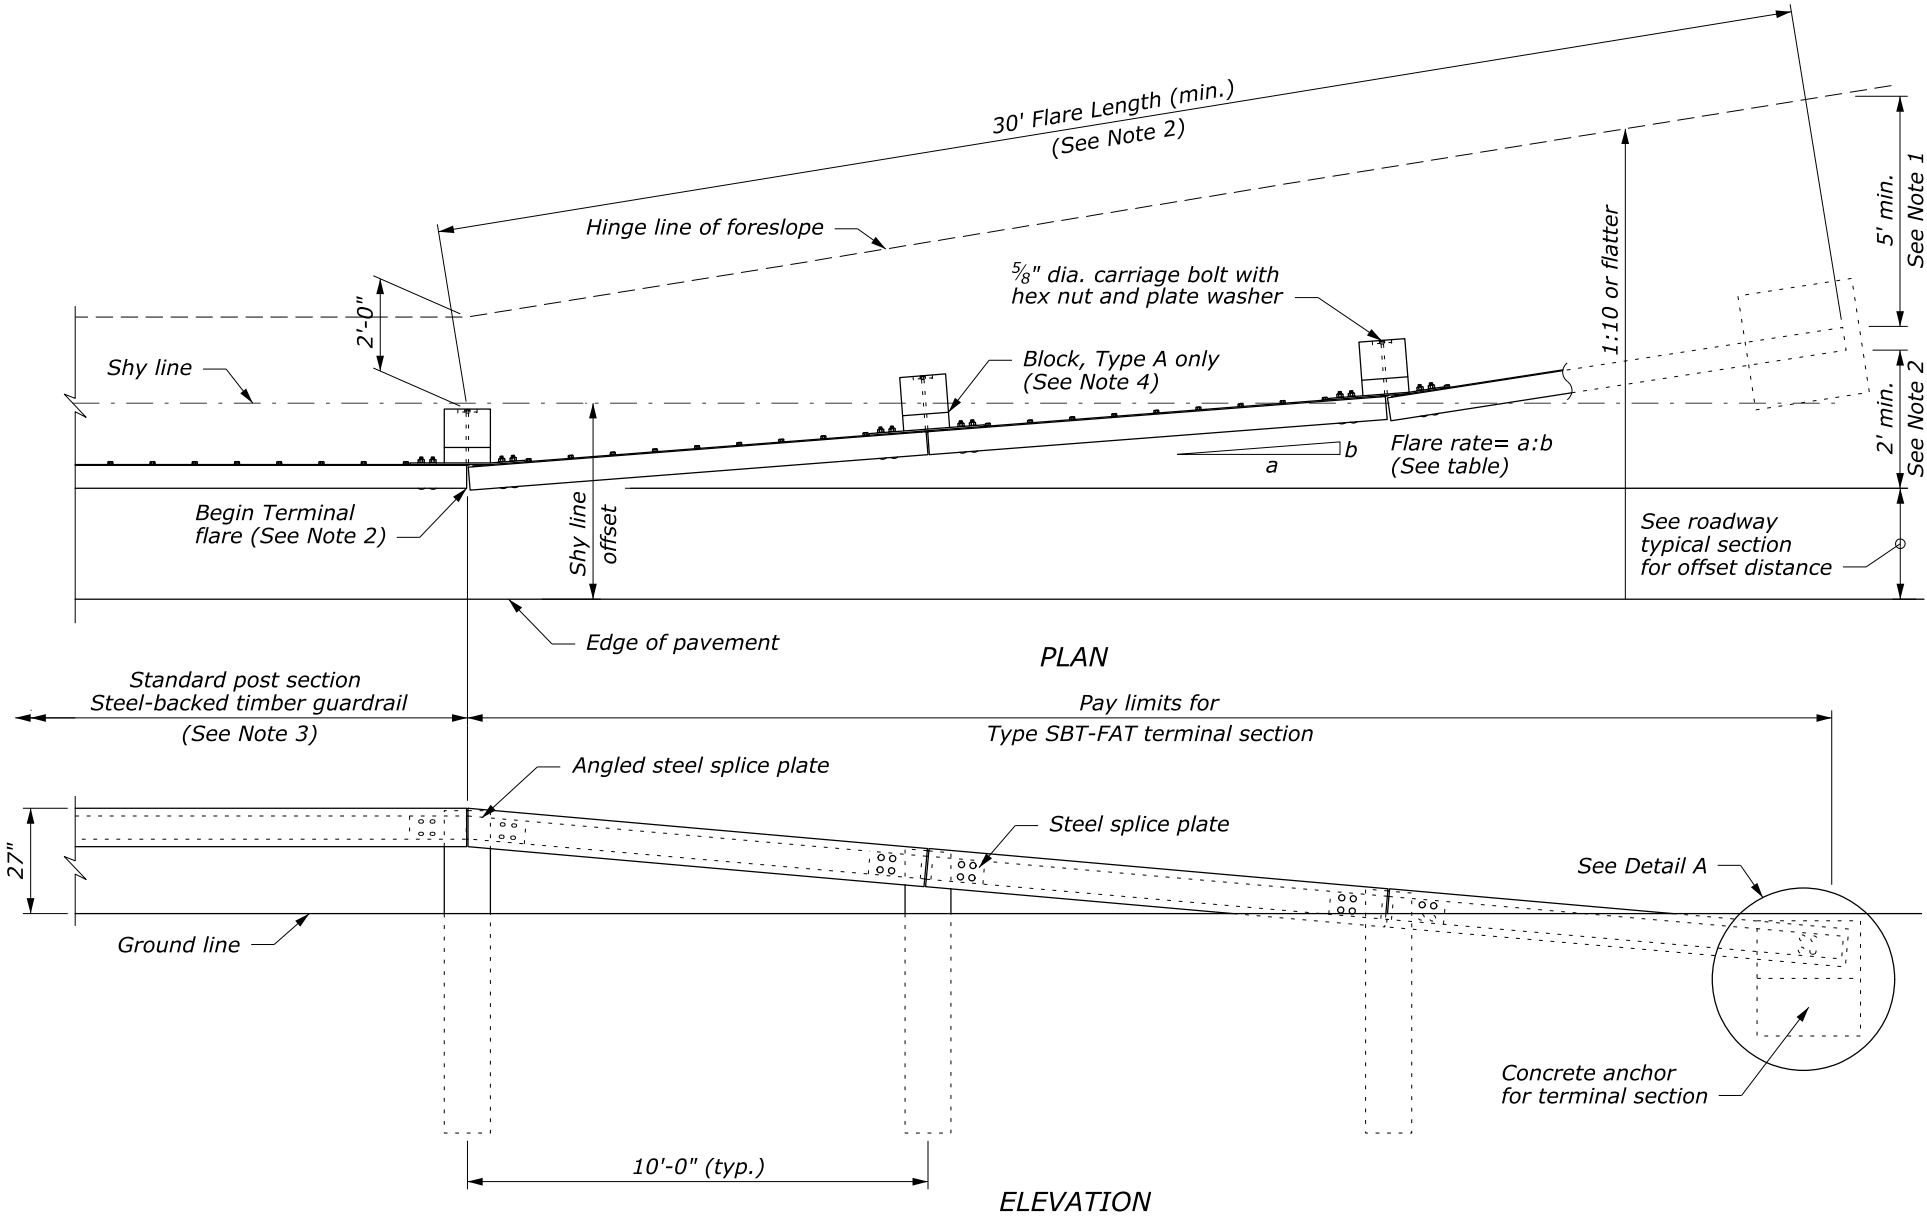 30' Flare Length (min.)
(See Note 2)
Hinge line of foreslope
5' min.
See Note 1
5/8" dia. carriage bolt with
hex nut and plate washer
1:10 or flatter
2'-0"
Shy line
Block, Type A only
(See Note 4)
2' min.
See Note 2
Flare rate= a:b
(See table)
a
b
Begin Terminal
flare (See Note 2)
Shy line
offset
See roadway
typical section
for offset distance
Edge of pavement
PLAN
Standard post section
Steel-backed timber guardrail
(See Note 3)
Pay limits for
Type SBT-FAT terminal section
Angled steel splice plate
Steel splice plate
27"
See Detail A
Ground line
Concrete anchor
for terminal section
10'-0" (typ.)
ELEVATION